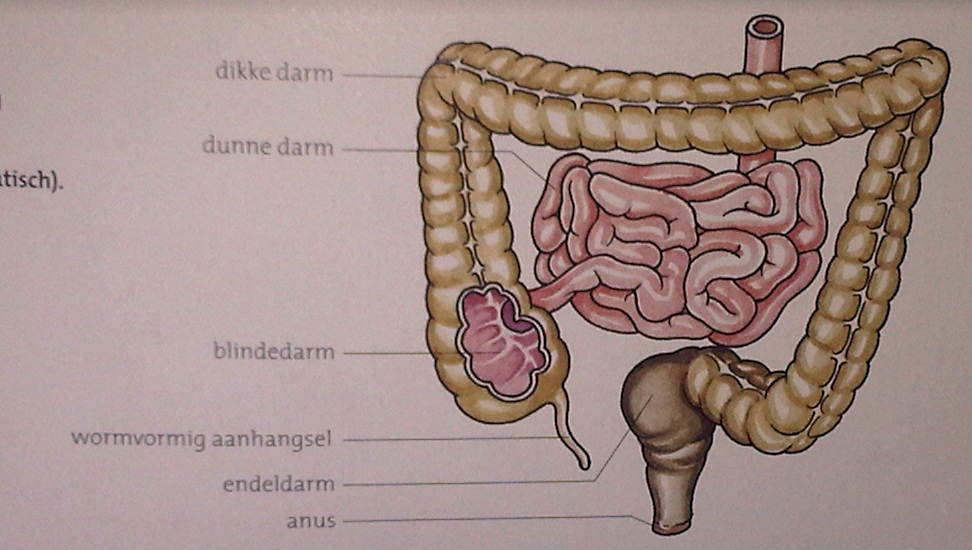 dikke darm
dunne darm
tisch).
blindedarm
wormvormig aanhangsel
endeldarm
anus